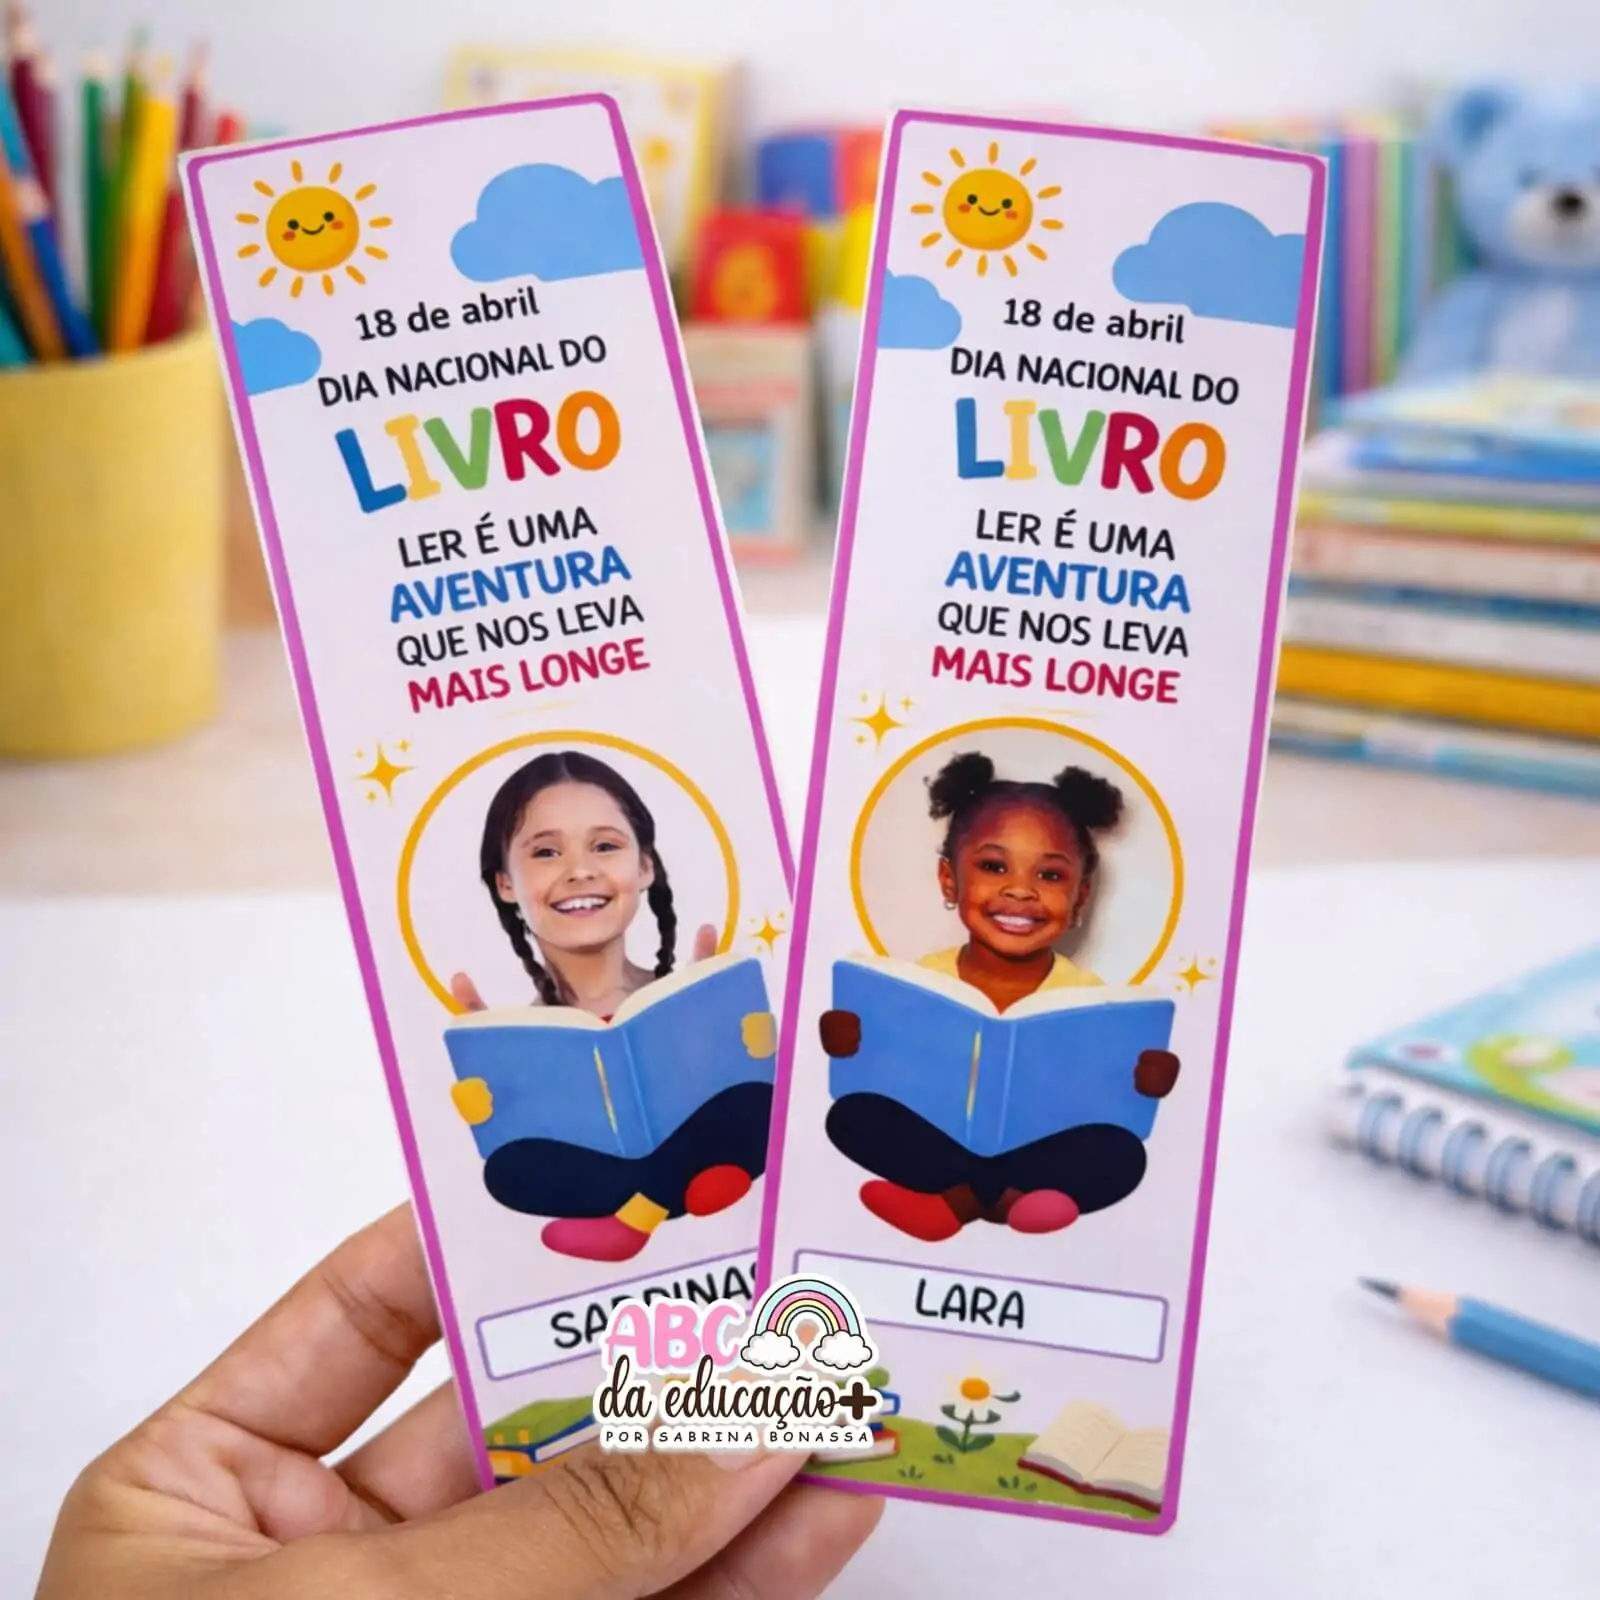 18 de abril
DIA NACIONAL DO
LIVRO
LER É UMA
AVENTURA
QUE NOS LEVA
MAIS LONGE
18 de abril
DIA NACIONAL DO
LIVRO
LER É UMA
AVENTURA
QUE NOS LEVA
MAIS LONGE
LARA
ABC
da educação+
POR SABRINA BONASSA